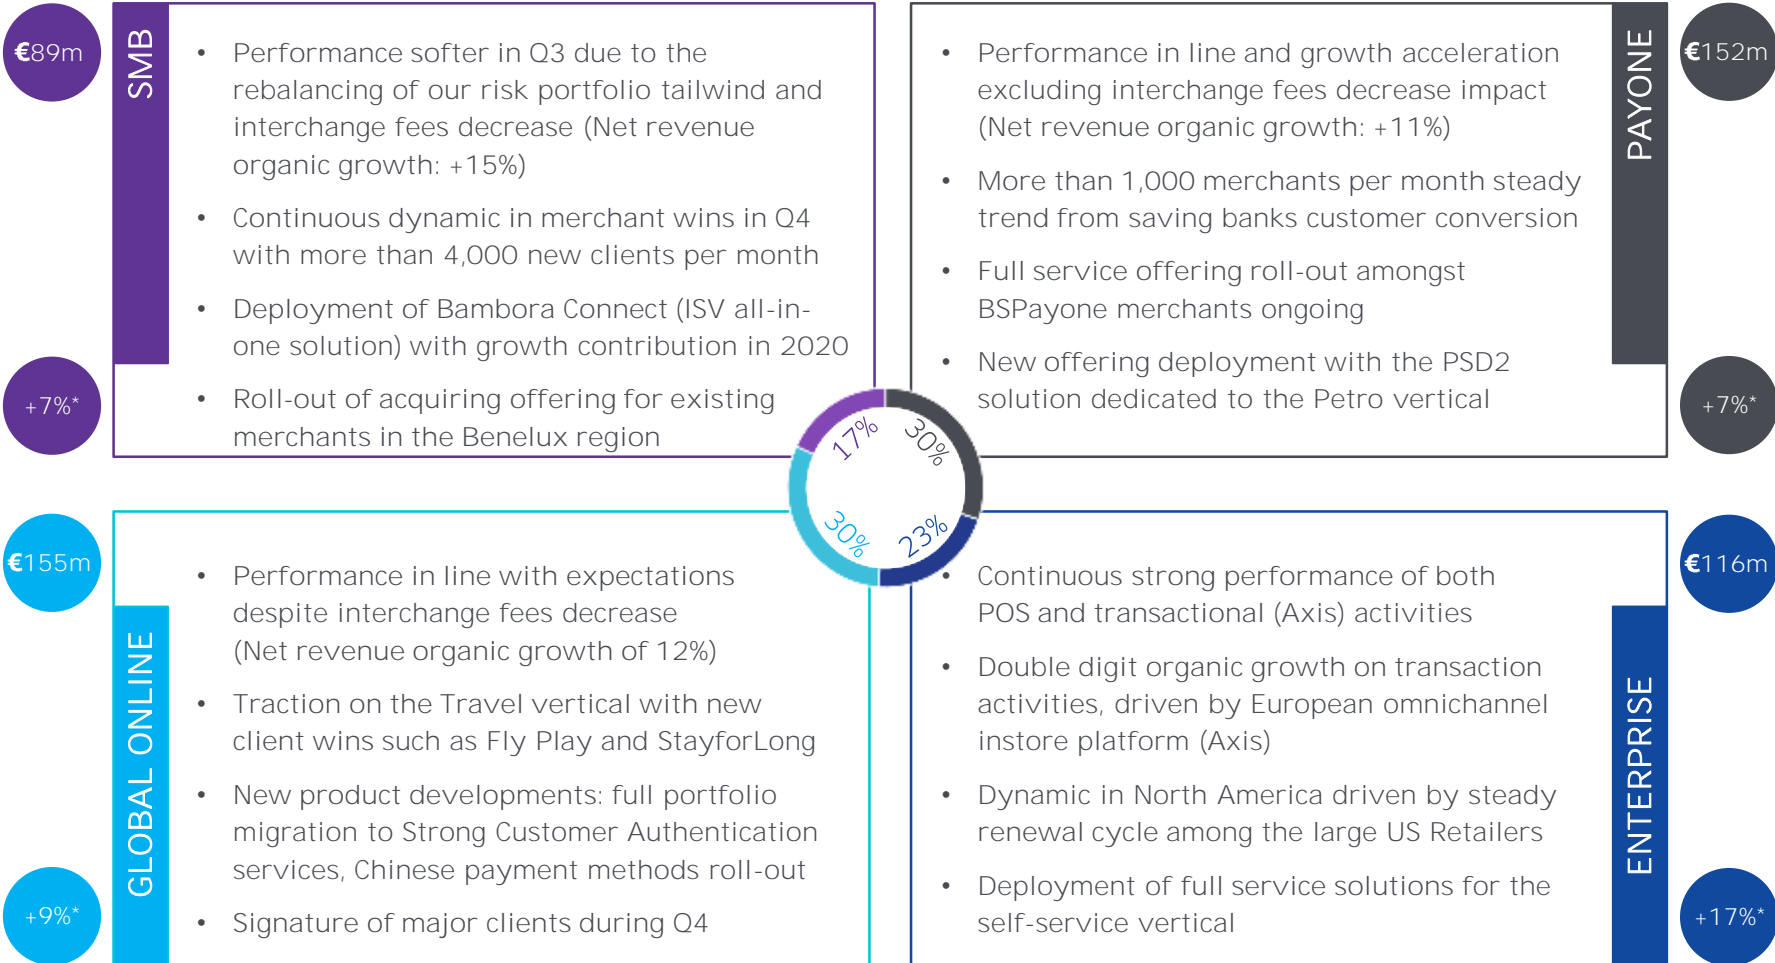 €89m
SMB
• Performance softer in Q3 due to the
rebalancing of our risk portfolio tailwind and
interchange fees decrease (Net revenue
organic growth: +15%)
• Continuous dynamic in merchant wins in Q4
with more than 4,000 new clients per month
• Deployment of Bambora Connect (ISV all-in-
one solution) with growth contribution in 2020
• Roll-out of acquiring offering for existing
merchants in the Benelux region
+7%*
€152m
PAYONE
• Performance in line and growth acceleration
excluding interchange fees decrease impact
(Net revenue organic growth: +11%)
• More than 1,000 merchants per month steady
trend from saving banks customer conversion
• Full service offering roll-out amongst
BSPayone merchants ongoing
• New offering deployment with the PSD2
solution dedicated to the Petro vertical
+7%*
17%
30%
30%
23%
€155m
GLOBAL ONLINE
• Performance in line with expectations
despite interchange fees decrease
(Net revenue organic growth of 12%)
• Traction on the Travel vertical with new
client wins such as Fly Play and StayforLong
• New product developments: full portfolio
migration to Strong Customer Authentication
services, Chinese payment methods roll-out
• Signature of major clients during Q4
+9%*
€116m
ENTERPRISE
• Continuous strong performance of both
POS and transactional (Axis) activities
• Double digit organic growth on transaction
activities, driven by European omnichannel
instore platform (Axis)
• Dynamic in North America driven by steady
renewal cycle among the large US Retailers
• Deployment of full service solutions for the
self-service vertical
+17%*